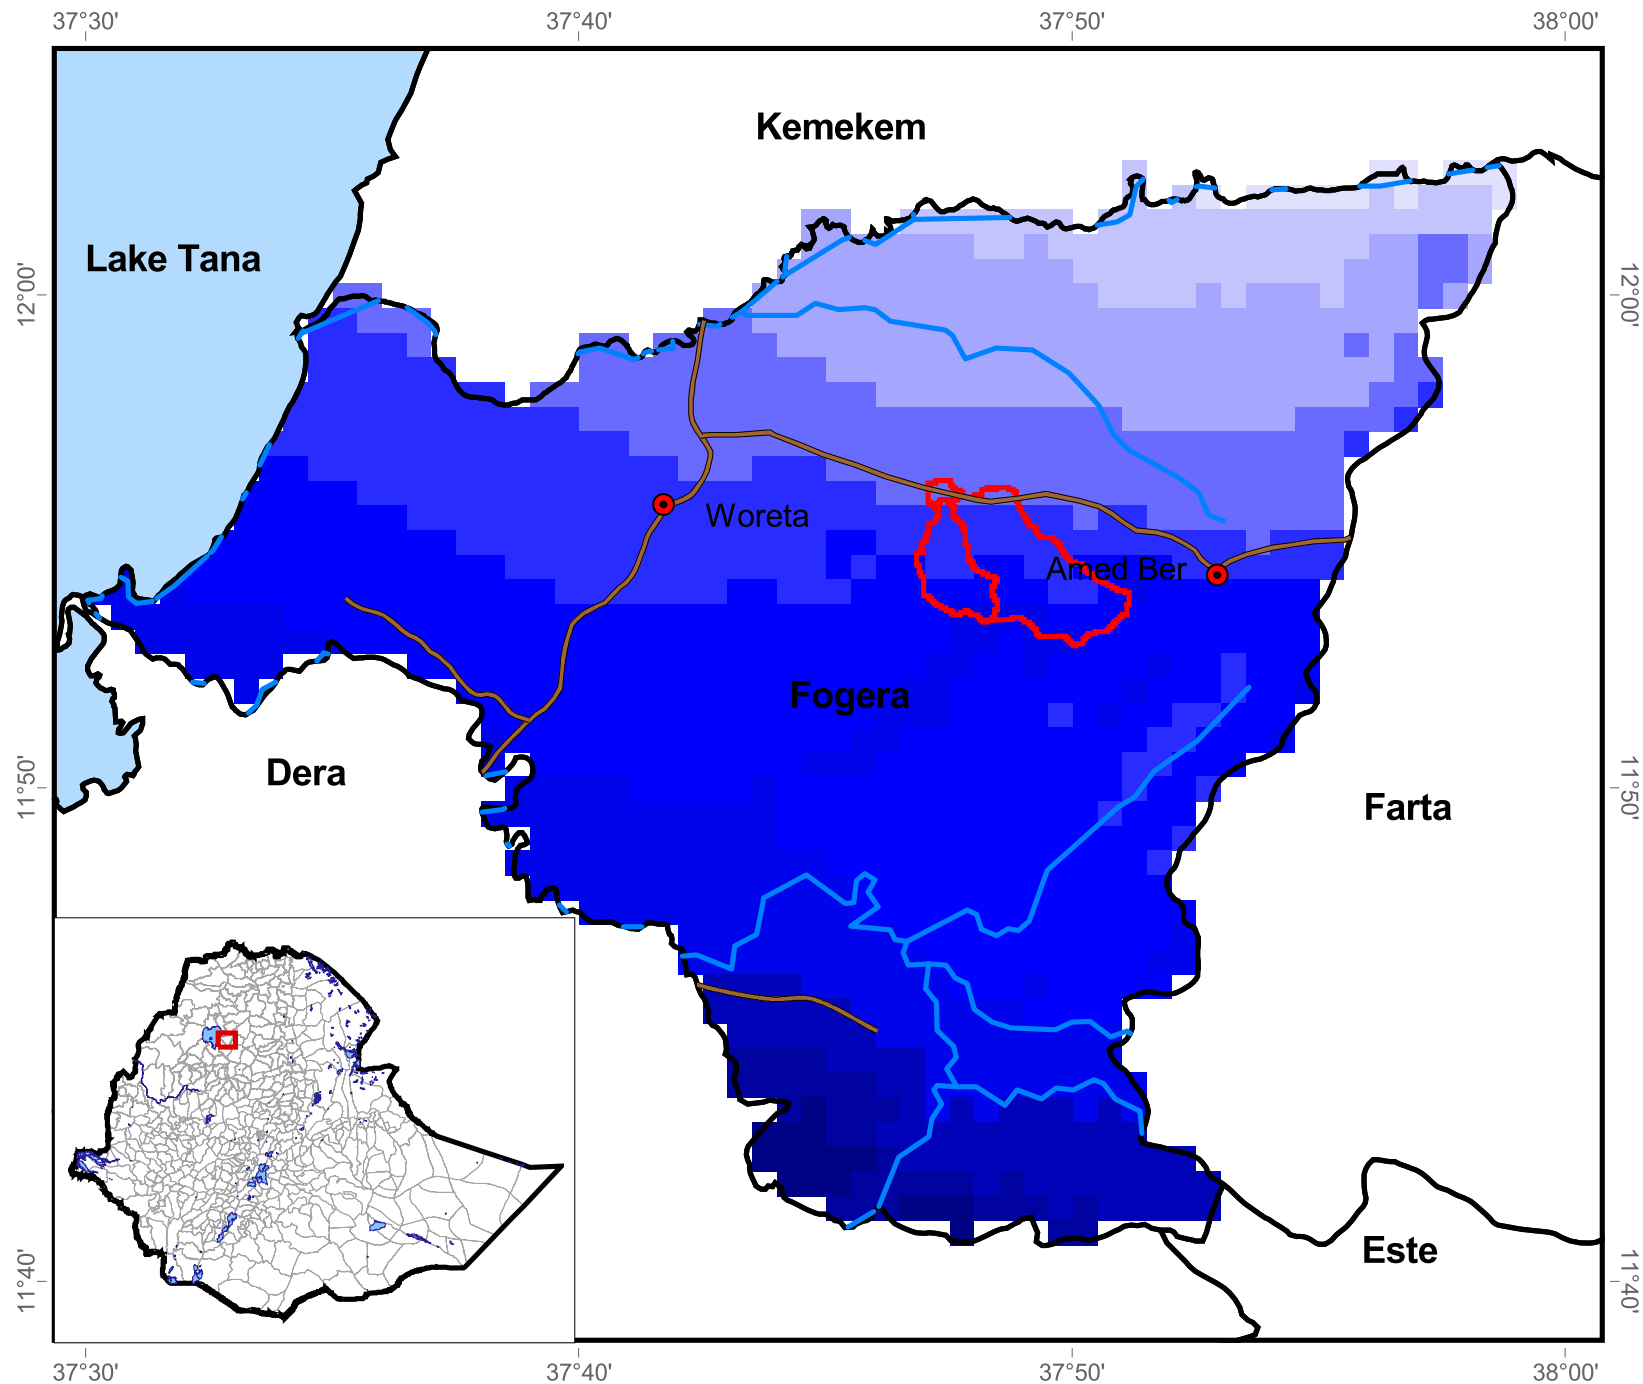 37°30' 37°40' 37°50' 38°00'
Kemekem
Lake Tana
12°00' 12°00'
Woreta
Amed Ber
Fogera
Dera
11°50' 11°50'
Farta
Este
11°40' 11°40'
37°30' 37°40' 37°50' 38°00'